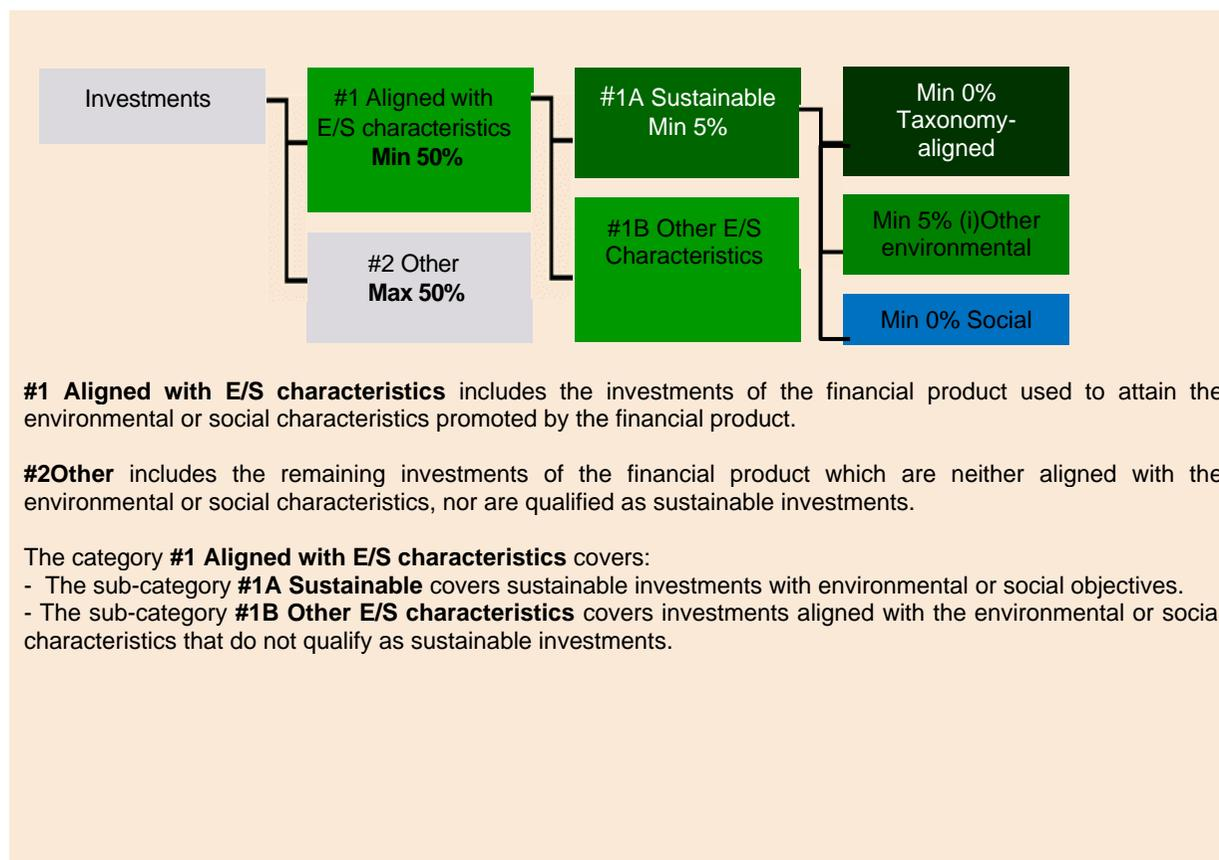 Investments
#1 Aligned with
E/S characteristics
Min 50%
#2 Other
Max 50%
#1A Sustainable
Min 5%
#1B Other E/S
Characteristics
Min 0%
Taxonomy-
aligned
Min 5% (i)Other
environmental
Min 0% Social
#1 Aligned with E/S characteristics includes the investments of the financial product used to attain the
environmental or social characteristics promoted by the financial product.
#2Other includes the remaining investments of the financial product which are neither aligned with the
environmental or social characteristics, nor are qualified as sustainable investments.
The category #1 Aligned with E/S characteristics covers:
- The sub-category #1A Sustainable covers sustainable investments with environmental or social objectives.
- The sub-category #1B Other E/S characteristics covers investments aligned with the environmental or socia
characteristics that do not qualify as sustainable investments.